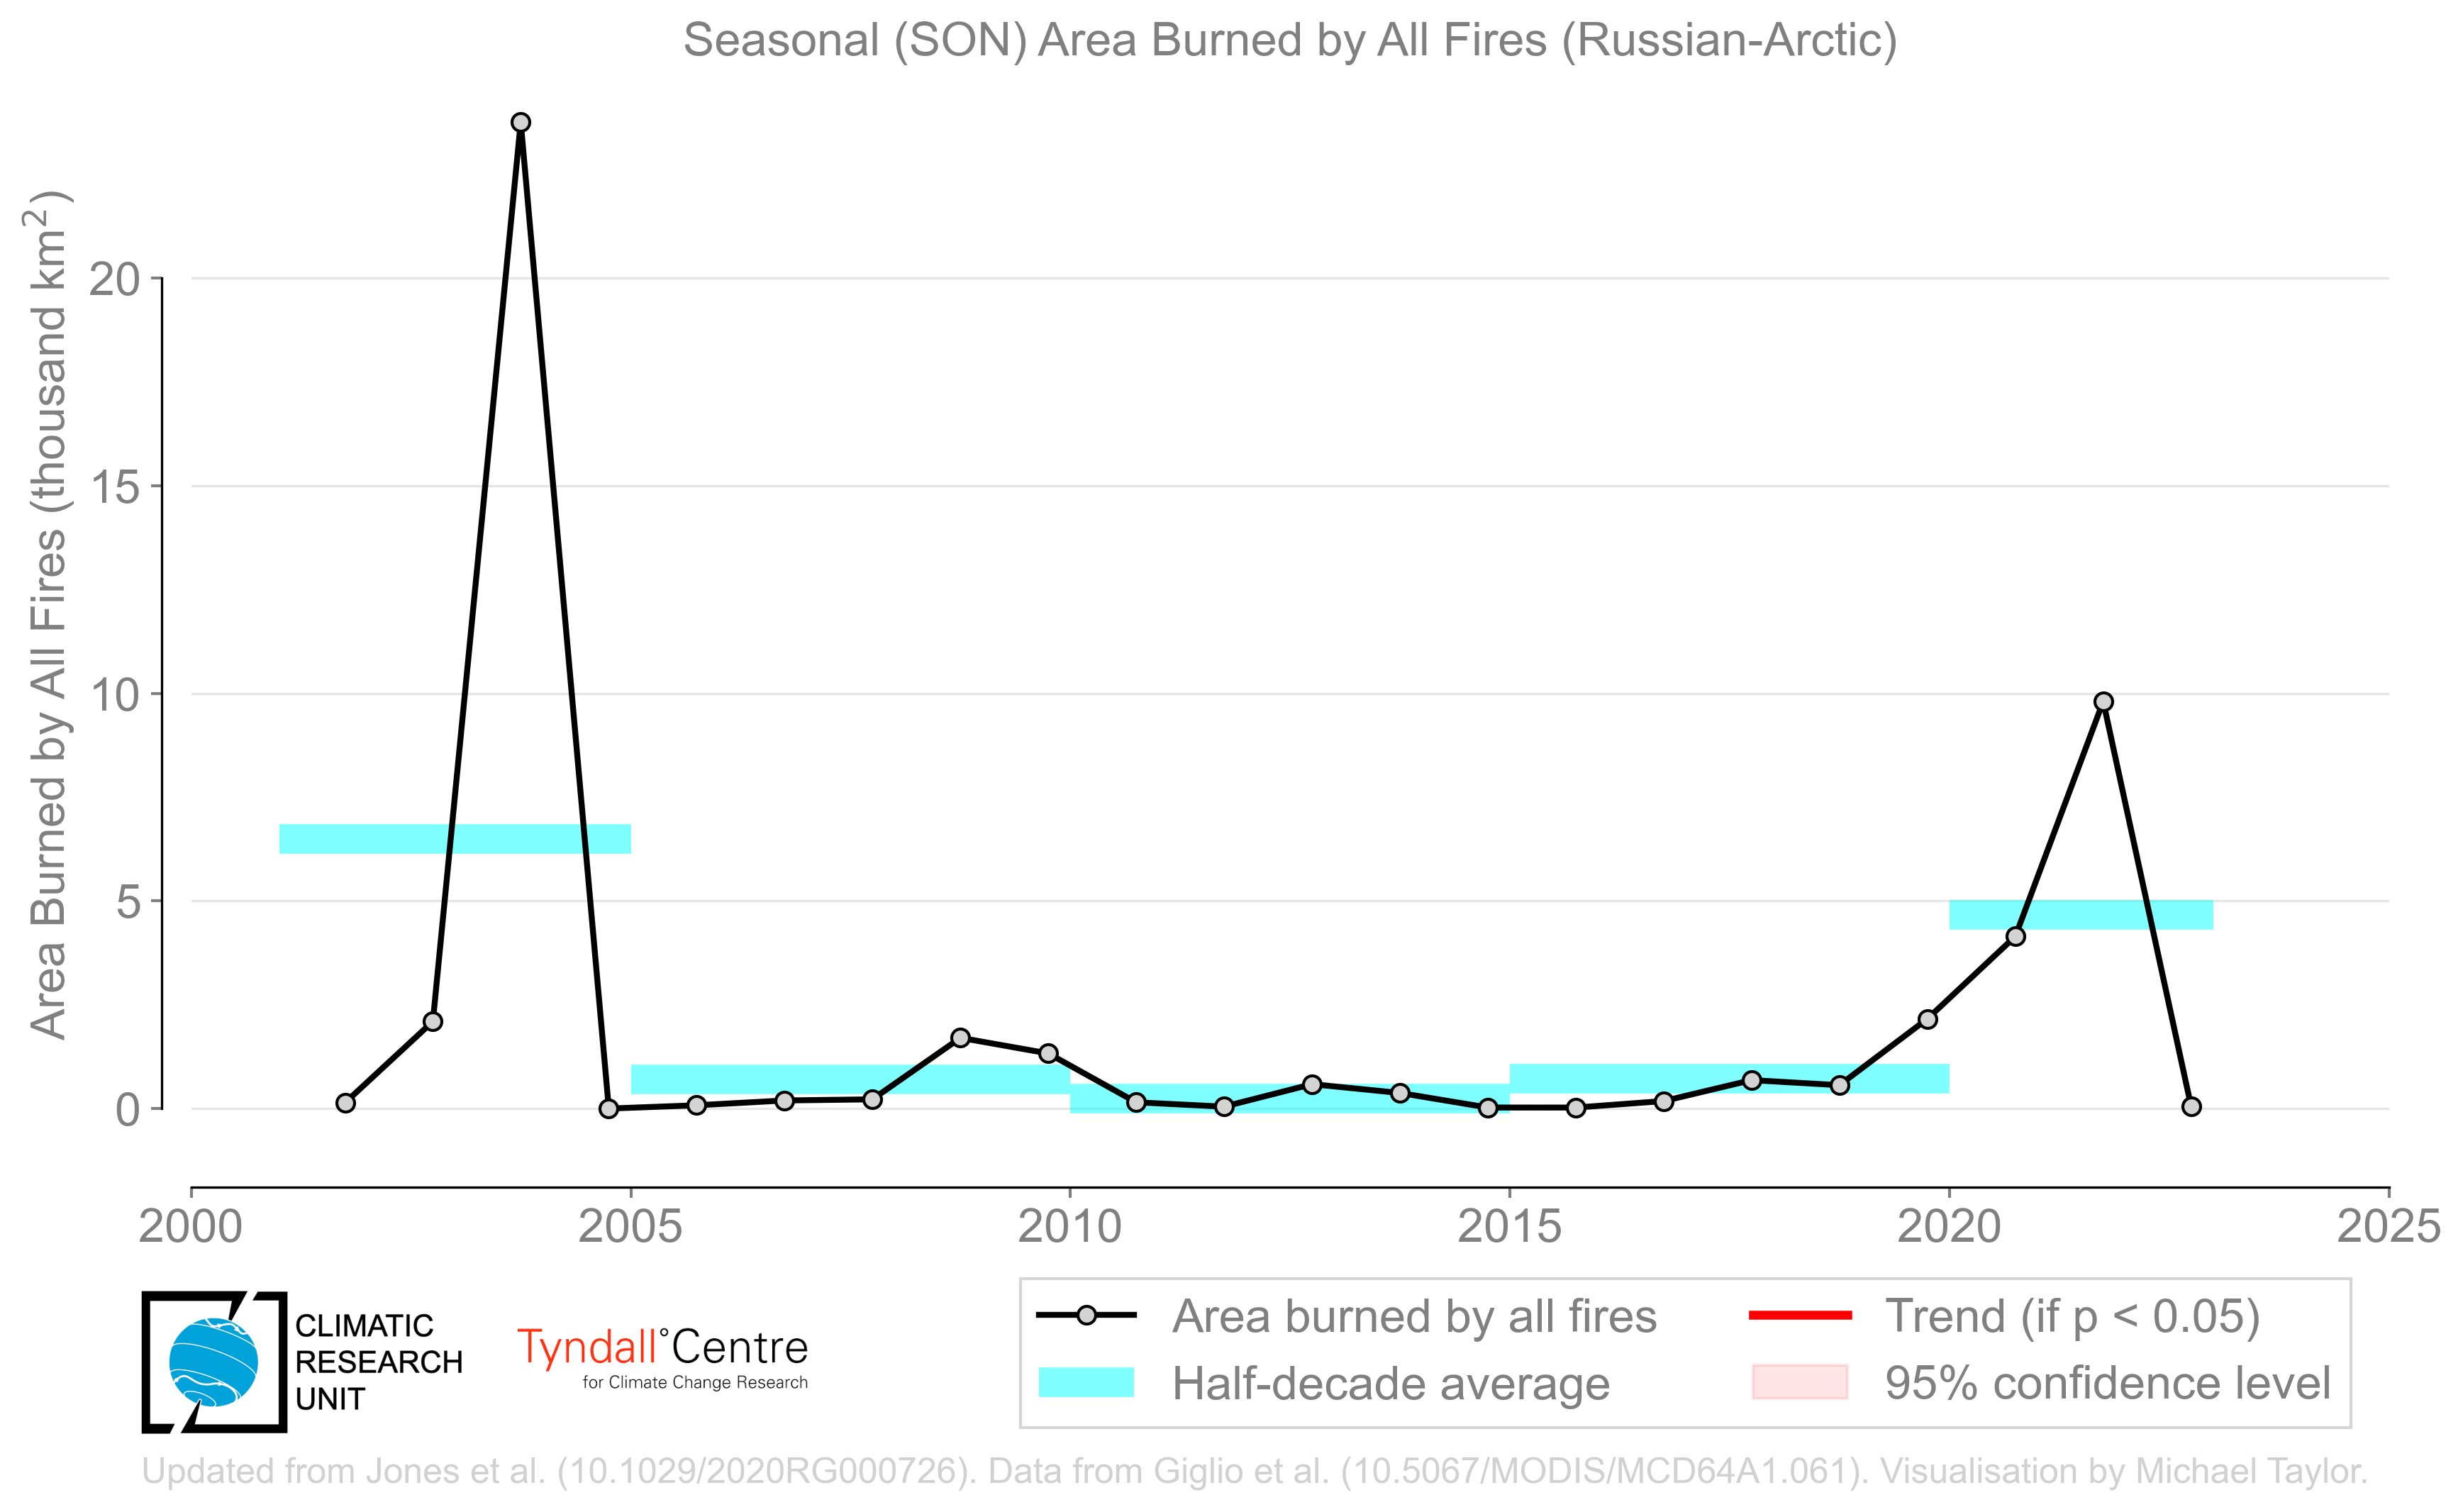 Seasonal (SON) Area Burned by All Fires (Russian-Arctic)
Area Burned by All Fires (thousand km²)
20
15
10
5
0
2000 2005 2010 2015 2020 2025
CLIMATIC
RESEARCH
UNIT
Tyndall°Centre
for Climate Change Research
Area burned by all fires
Half-decade average
Trend (if p < 0.05)
95% confidence level
Updated from Jones et al. (10.1029/2020RG000726). Data from Giglio et al. (10.5067/MODIS/MCD64A1.061). Visualisation by Michael Taylor.